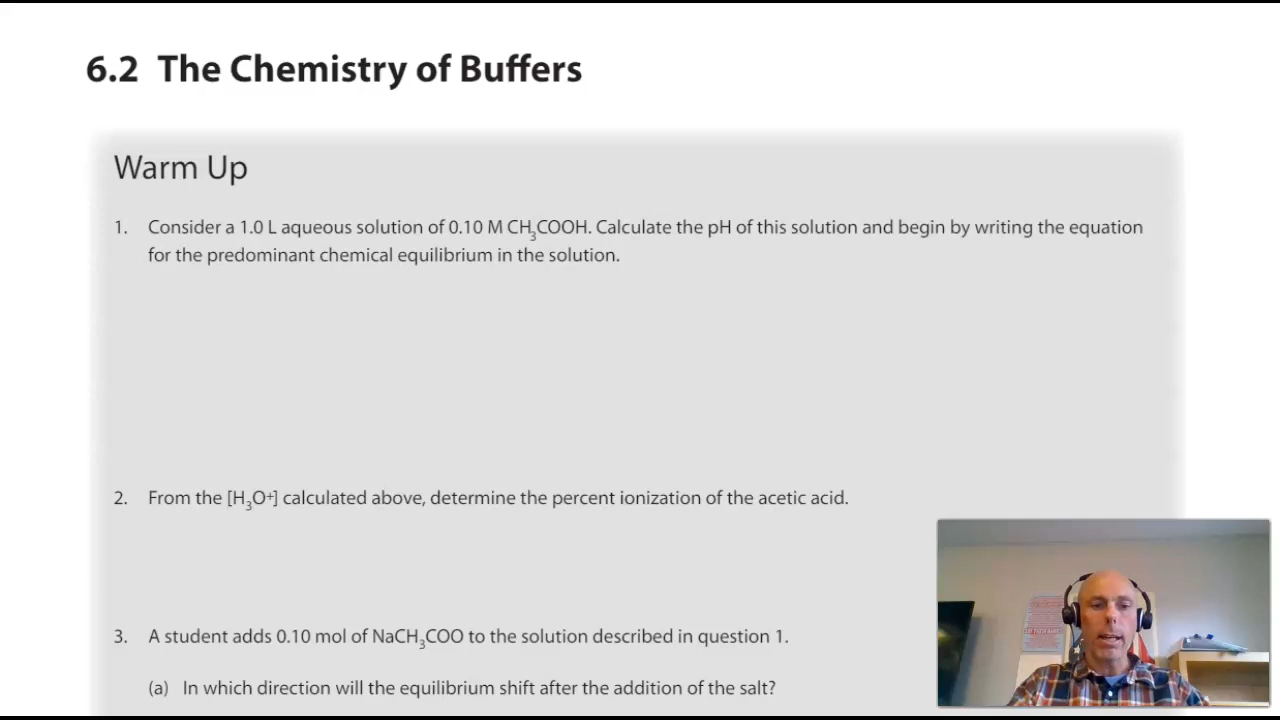 6.2 The Chemistry of Buffers
Warm Up
1. Consider a 1.0 L aqueous solution of 0.10 M CH₃COOH. Calculate the pH of this solution and begin by writing the equation
for the predominant chemical equilibrium in the solution.
2. From the [H₃O⁺] calculated above, determine the percent ionization of the acetic acid.
3. A student adds 0.10 mol of NaCH₃COO to the solution described in question 1.
(a) In which direction will the equilibrium shift after the addition of the salt?